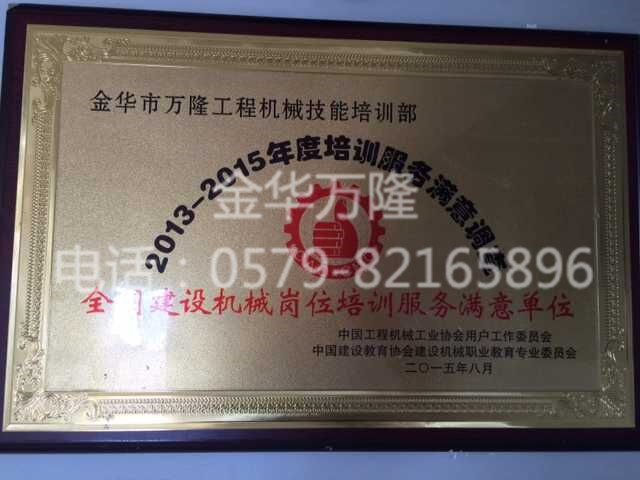 金华市万隆工程机械技能培训部
2013-2015年度培训服务满意调查
金华万隆
电话：0579-82165896
全国建设机械岗位培训服务满意单位
中国工程机械工业协会用户工作委员会
中国建设教育协会建设机械职业教育专业委员会
二〇一五年八月